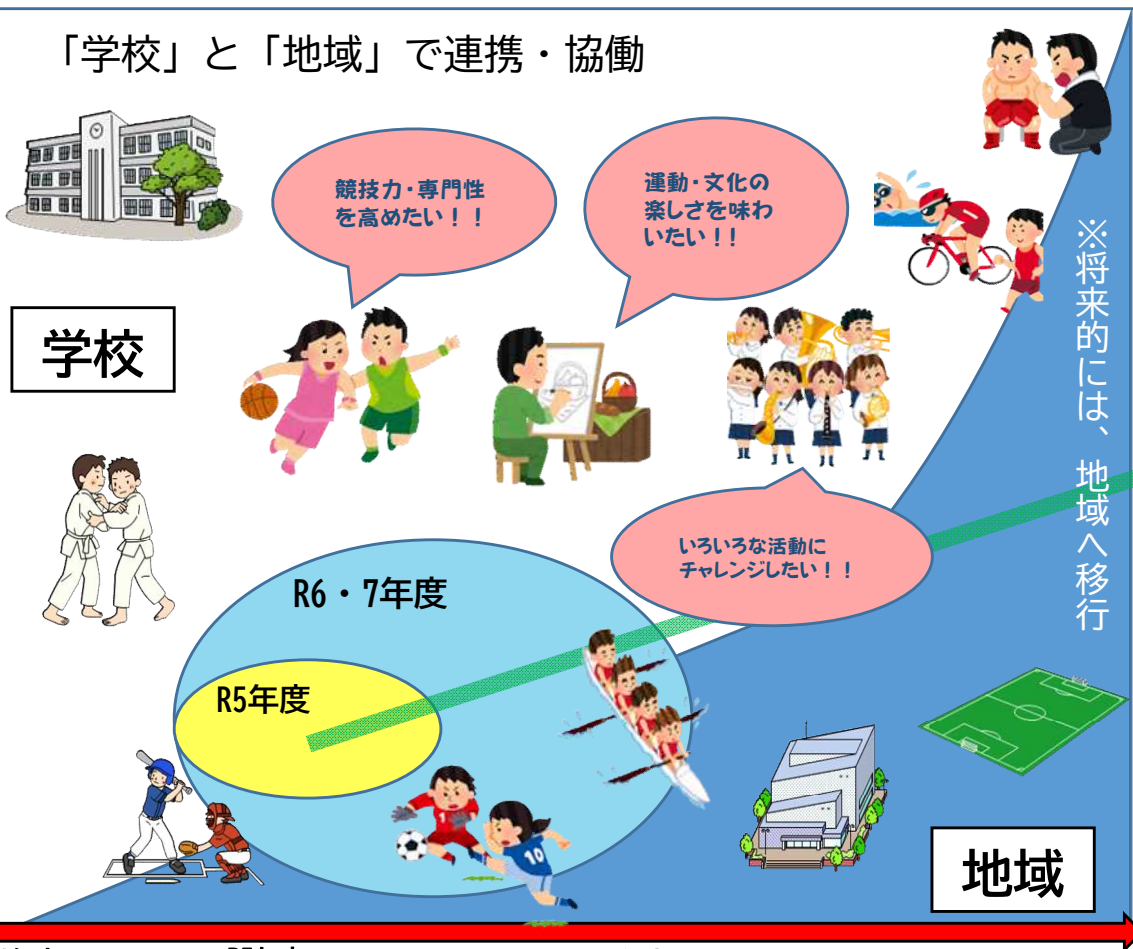 「学校」と「地域」で連携・協働
競技力・専門性
を高めたい！！
運動・文化の
楽しさを味わ
いたい！！
※将来的には、地域へ移行
学校
いろいろな活動に
チャレンジしたい！！
R6・7年度
R5年度
10
1
地域